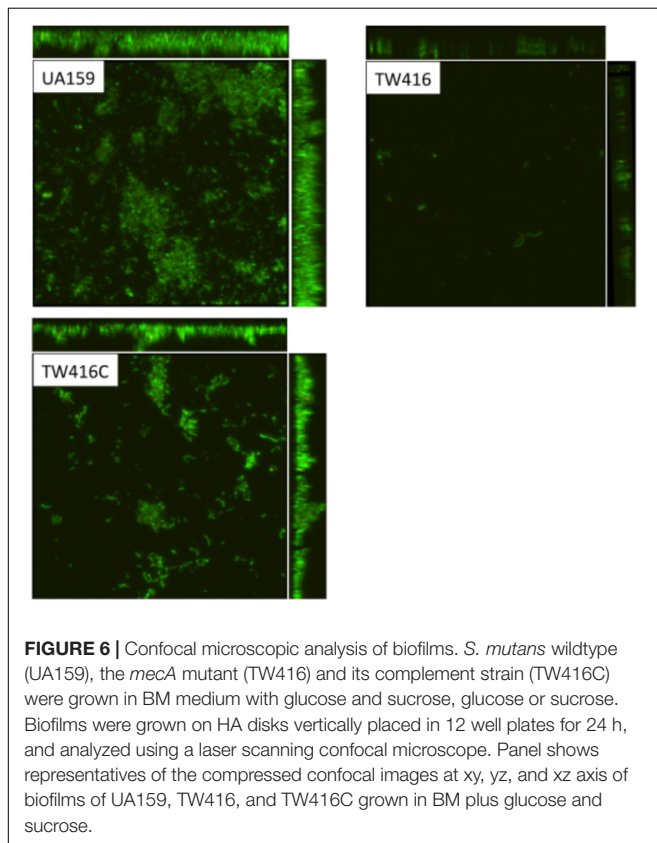 UA159
TW416
TW416C
FIGURE 6 | Confocal microscopic analysis of biofilms. S. mutans wildtype
(UA159), the mecA mutant (TW416) and its complement strain (TW416C)
were grown in BM medium with glucose and sucrose, glucose or sucrose.
Biofilms were grown on HA disks vertically placed in 12 well plates for 24 h,
and analyzed using a laser scanning confocal microscope. Panel shows
representatives of the compressed confocal images at xy, yz, and xz axis of
biofilms of UA159, TW416, and TW416C grown in BM plus glucose and
sucrose.